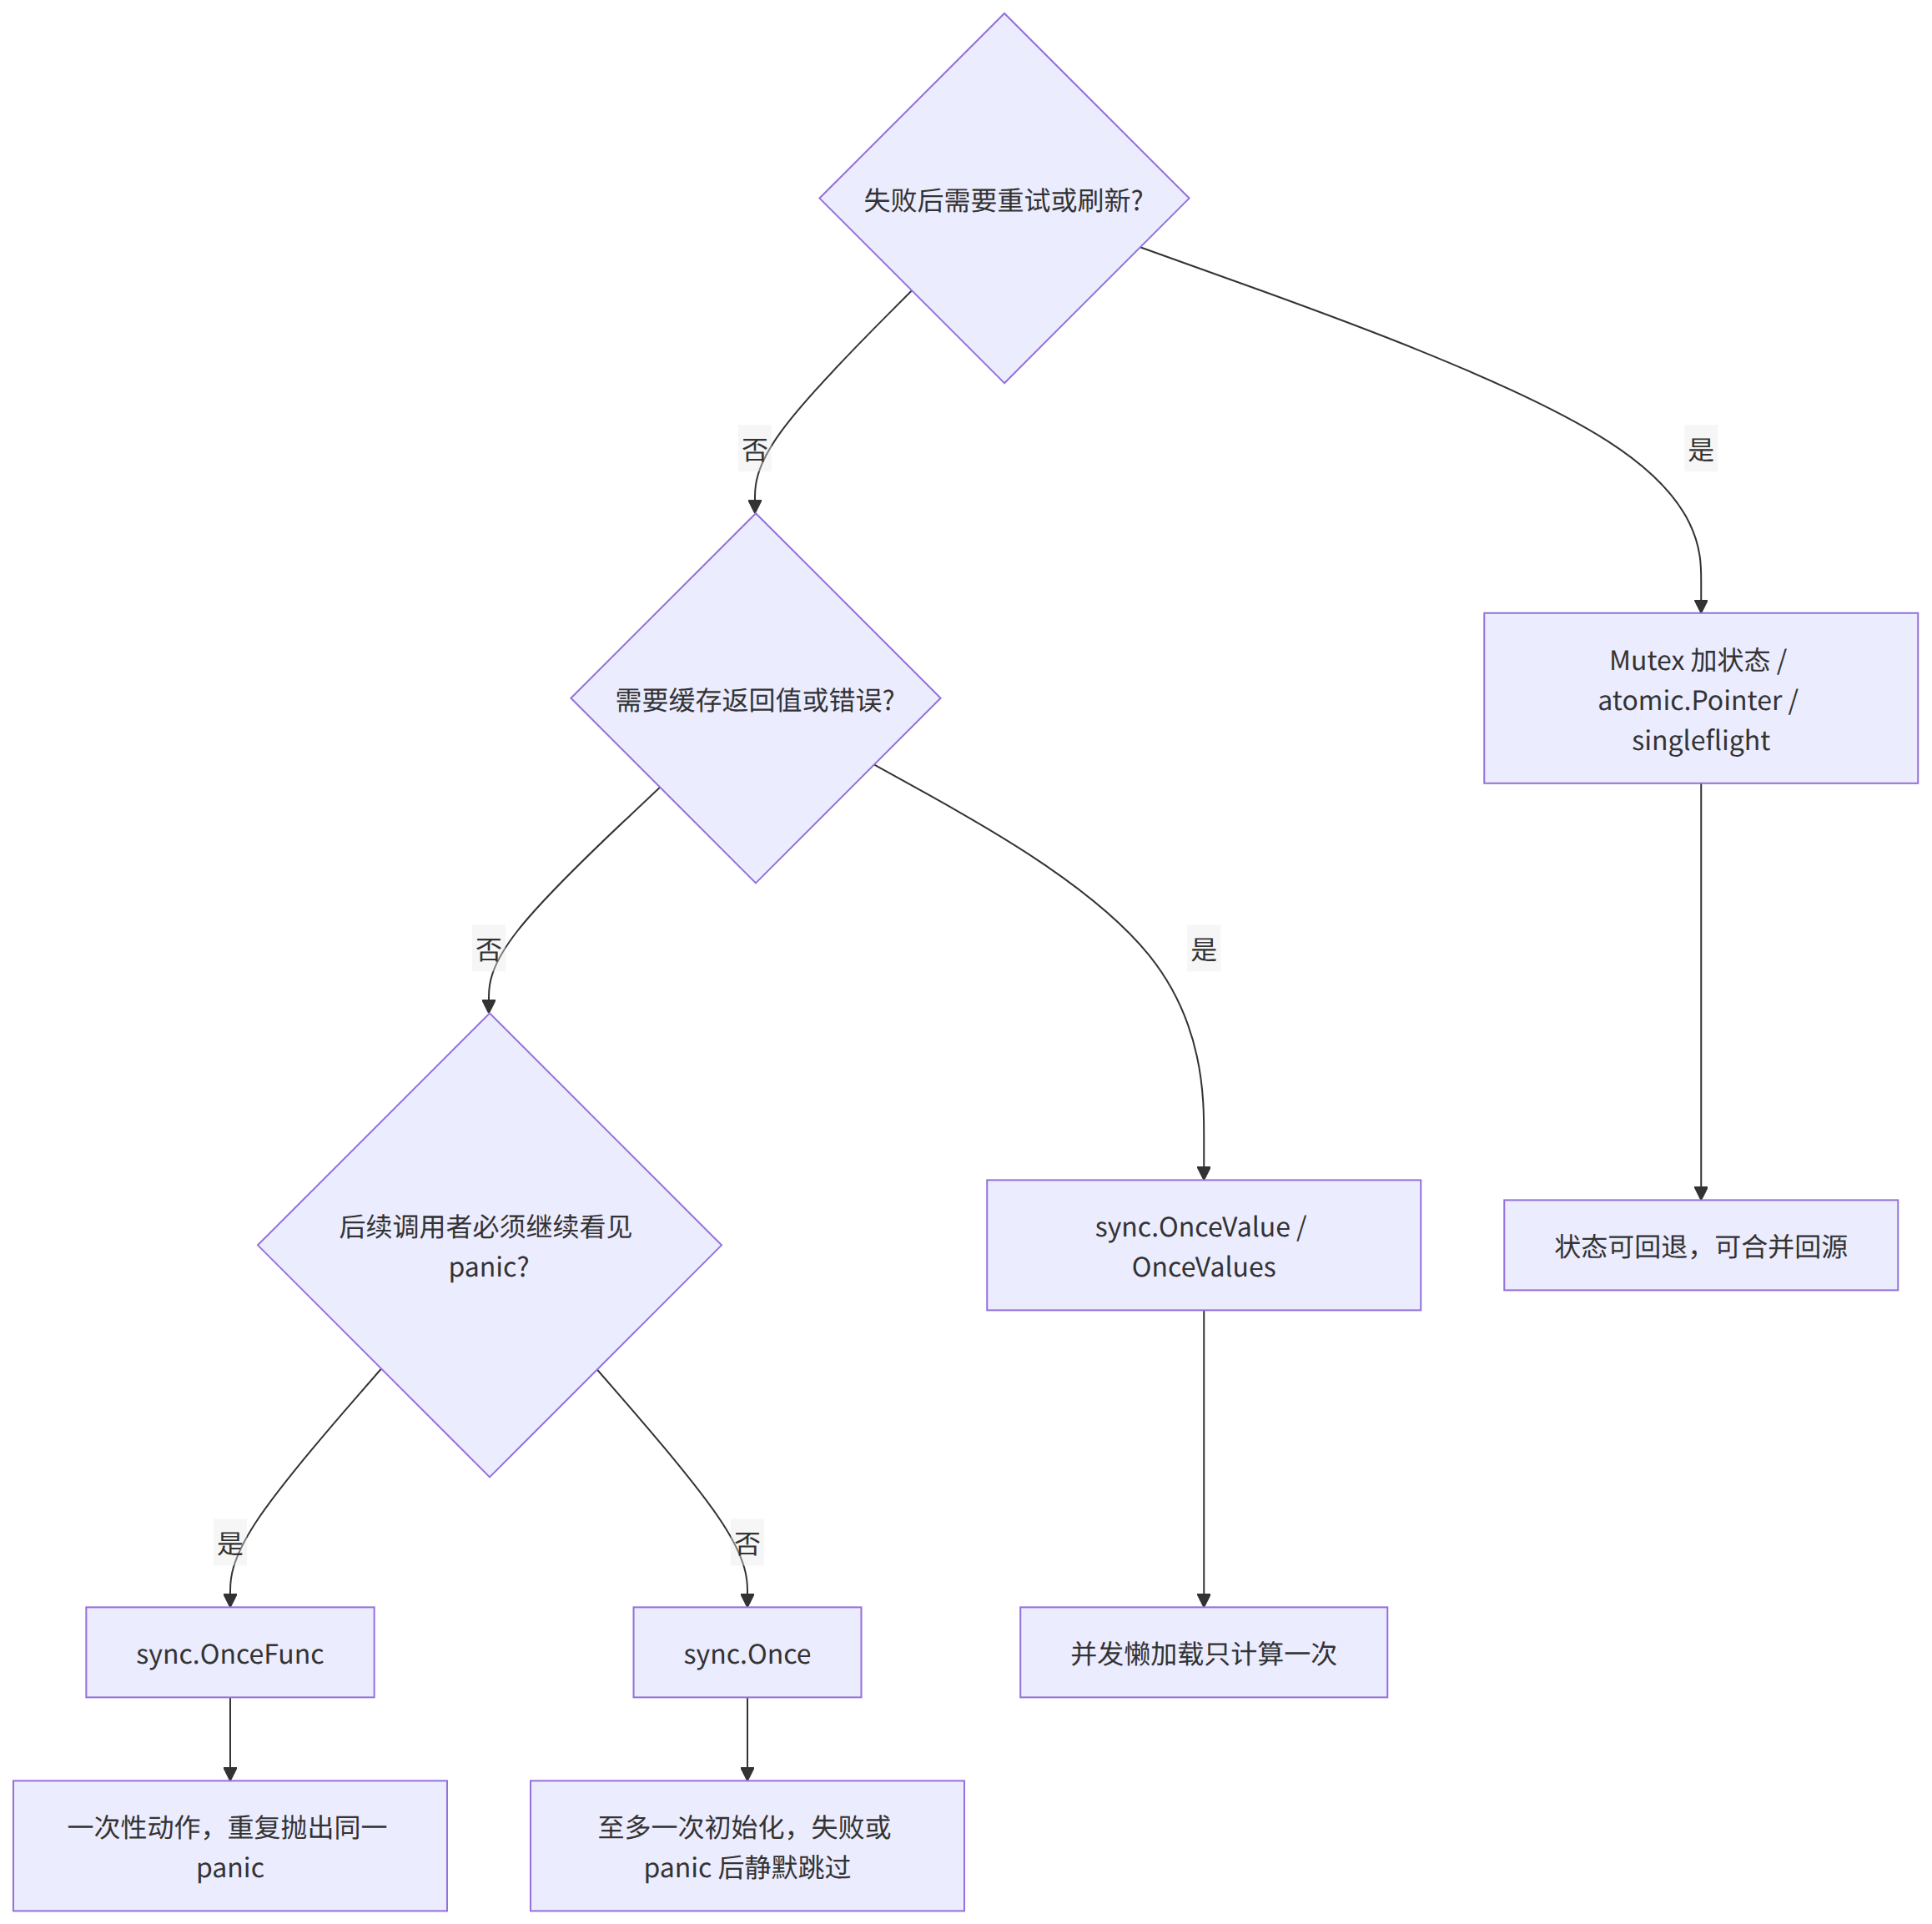 失败后需要重试或刷新?
否
是
需要缓存返回值或错误?
Mutex 加状态 /
atomic.Pointer /
singleflight
否
是
后续调用者必须继续看见
panic?
sync.OnceValue /
OnceValues
状态可回退，可合并回源
是
否
sync.OnceFunc
sync.Once
并发懒加载只计算一次
一次性动作，重复抛出同一
panic
至多一次初始化，失败或
panic 后静默跳过